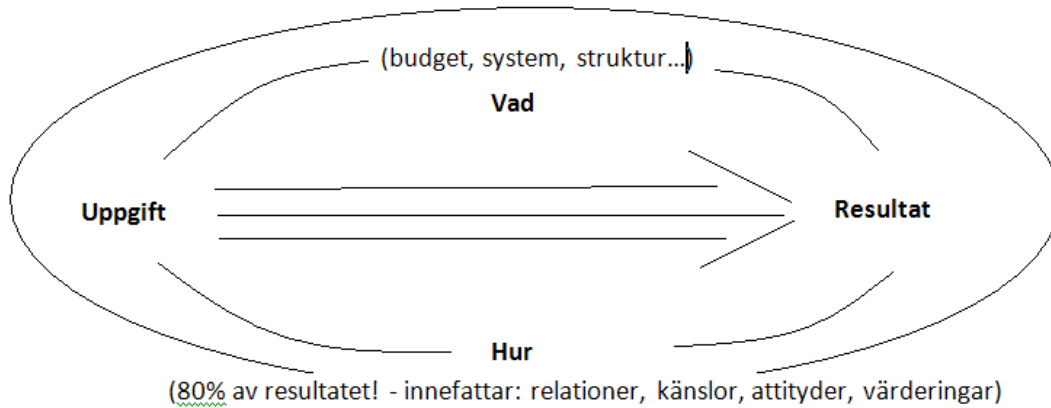 (budget, system, struktur...)
Vad
Uppgift
Resultat
Hur
(80% av resultatet! - innefattar: relationer, känslor, attityder, värderingar)